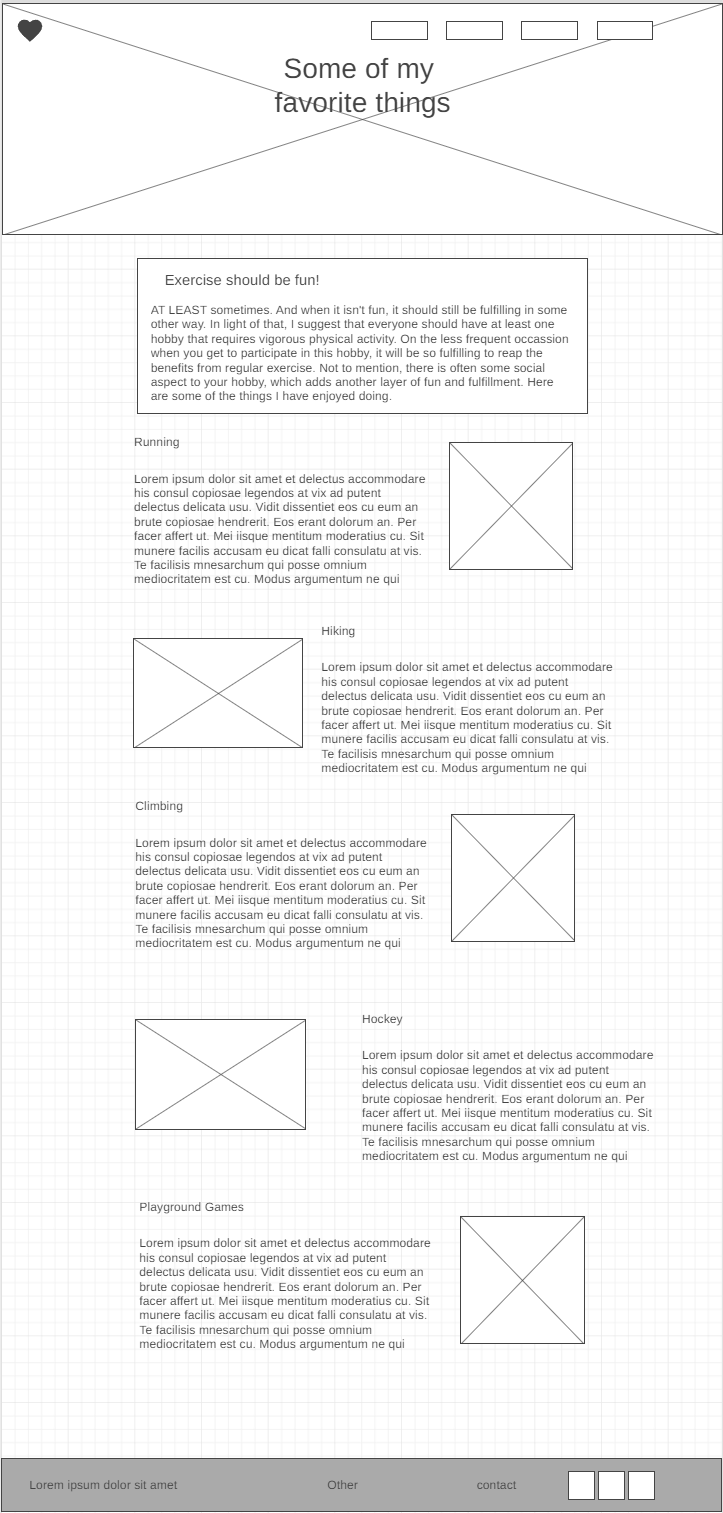 Some of my
favorite things
Exercise should be fun!
AT LEAST sometimes. And when it isn't fun, it should still be fulfilling in some
other way. In light of that, I suggest that everyone should have at least one
hobby that requires vigorous physical activity. On the less frequent occassion
when you get to participate in this hobby, it will be so fulfilling to reap the
benefits from regular exercise. Not to mention, there is often some social
aspect to your hobby, which adds another layer of fun and fulfillment. Here
are some of the things I have enjoyed doing.
Running
Lorem ipsum dolor sit amet et delectus accommodare
his consul copiosae legendos at vix ad putent
delectus delicata usu. Vidit dissentiet eos cu eum an
brute copiosae hendrerit. Eos erant dolorum an. Per
facer affert ut. Mei iisque mentitum moderatius cu. Sit
munere facilis accusam eu dicat falli consulatu at vis.
Te facilisis mnesarchum qui posse omnium
mediocritatem est cu. Modus argumentum ne qui
Hiking
Lorem ipsum dolor sit amet et delectus accommodare
his consul copiosae legendos at vix ad putent
delectus delicata usu. Vidit dissentiet eos cu eum an
brute copiosae hendrerit. Eos erant dolorum an. Per
facer affert ut. Mei iisque mentitum moderatius cu. Sit
munere facilis accusam eu dicat falli consulatu at vis.
Te facilisis mnesarchum qui posse omnium
mediocritatem est cu. Modus argumentum ne qui
Climbing
Lorem ipsum dolor sit amet et delectus accommodare
his consul copiosae legendos at vix ad putent
delectus delicata usu. Vidit dissentiet eos cu eum an
brute copiosae hendrerit. Eos erant dolorum an. Per
facer affert ut. Mei iisque mentitum moderatius cu. Sit
munere facilis accusam eu dicat falli consulatu at vis.
Te facilisis mnesarchum qui posse omnium
mediocritatem est cu. Modus argumentum ne qui
Hockey
Lorem ipsum dolor sit amet et delectus accommodare
his consul copiosae legendos at vix ad putent
delectus delicata usu. Vidit dissentiet eos cu eum an
brute copiosae hendrerit. Eos erant dolorum an. Per
facer affert ut. Mei iisque mentitum moderatius cu. Sit
munere facilis accusam eu dicat falli consulatu at vis.
Te facilisis mnesarchum qui posse omnium
mediocritatem est cu. Modus argumentum ne qui
Playground Games
Lorem ipsum dolor sit amet et delectus accommodare
his consul copiosae legendos at vix ad putent
delectus delicata usu. Vidit dissentiet eos cu eum an
brute copiosae hendrerit. Eos erant dolorum an. Per
facer affert ut. Mei iisque mentitum moderatius cu. Sit
munere facilis accusam eu dicat falli consulatu at vis.
Te facilisis mnesarchum qui posse omnium
mediocritatem est cu. Modus argumentum ne qui
Lorem ipsum dolor sit amet
Other
contact